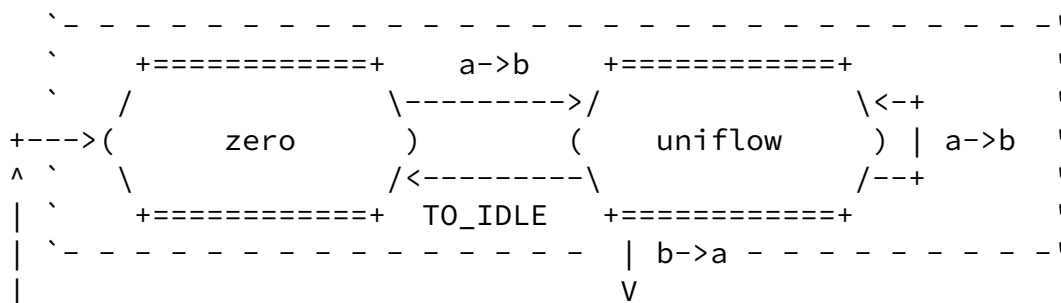 `- - - - - - - - - - - - - - - - - - - - - - - - - - - - -'
` +============+ a->b +============+ '
` / \--------->/ \<-+ '
+--->( zero ) ( uniflow ) | a->b '
^ ` \ /<---------\ /--+ '
| ` +============+ TO_IDLE +============+ '
| `- - - - - - - - - - - - - - - | b->a - - - - - - - - - -'
| V